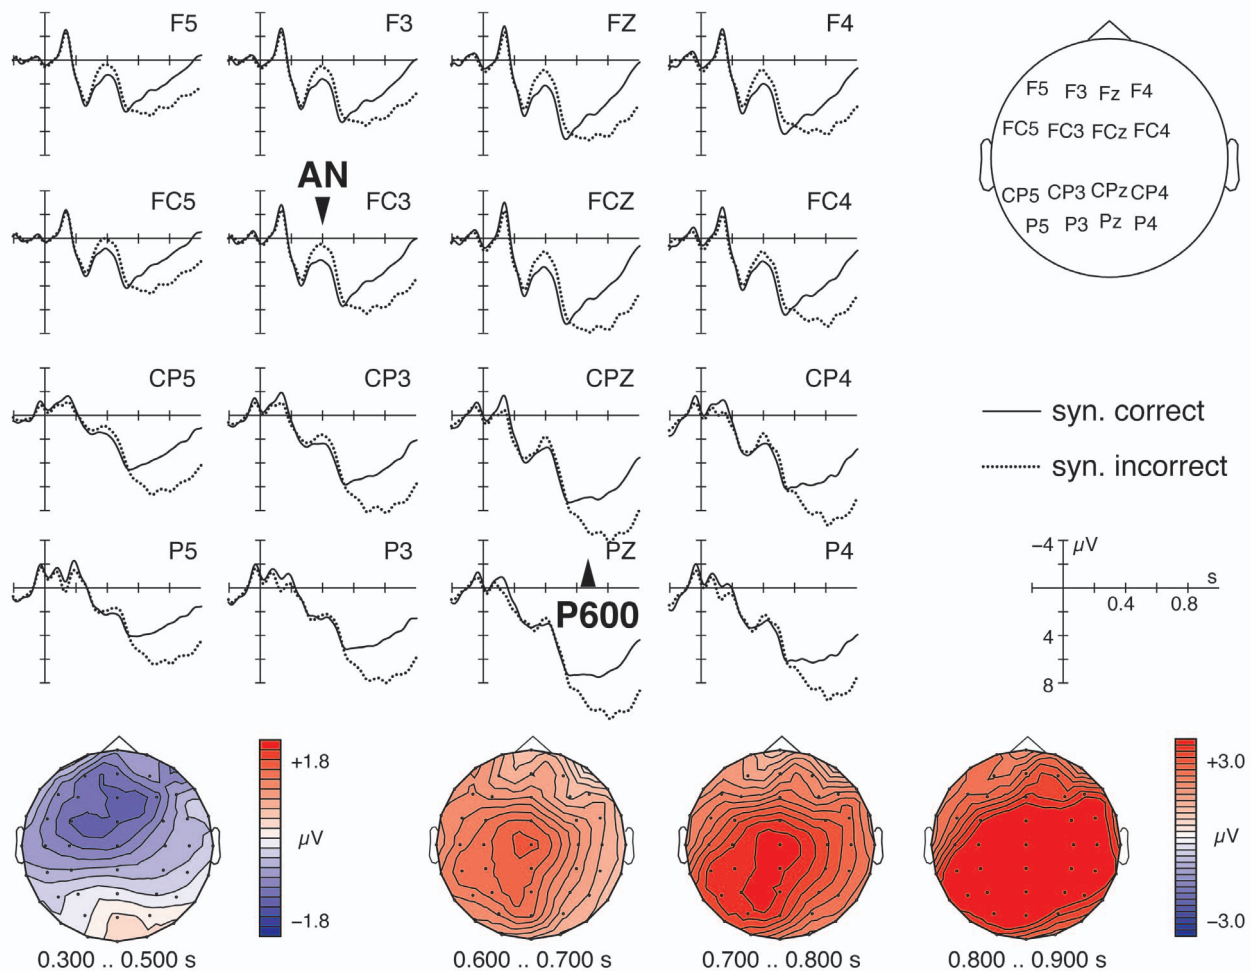 F5 F3 FZ F4
F5 F3 Fz F4
FC5 FC3 FCz FC4
AN
FC5 FC3 FCZ FC4
CP5 CP3 CPz CP4
P5 P3 Pz P4
CP5 CP3 CPZ CP4
syn. correct
syn. incorrect
P5 P3 PZ P4
P600
−4 µV
s
0.4 0.8
4
8
+1.8
µV
−1.8
+3.0
µV
−3.0
0.300 .. 0.500 s
0.600 .. 0.700 s
0.700 .. 0.800 s
0.800 .. 0.900 s